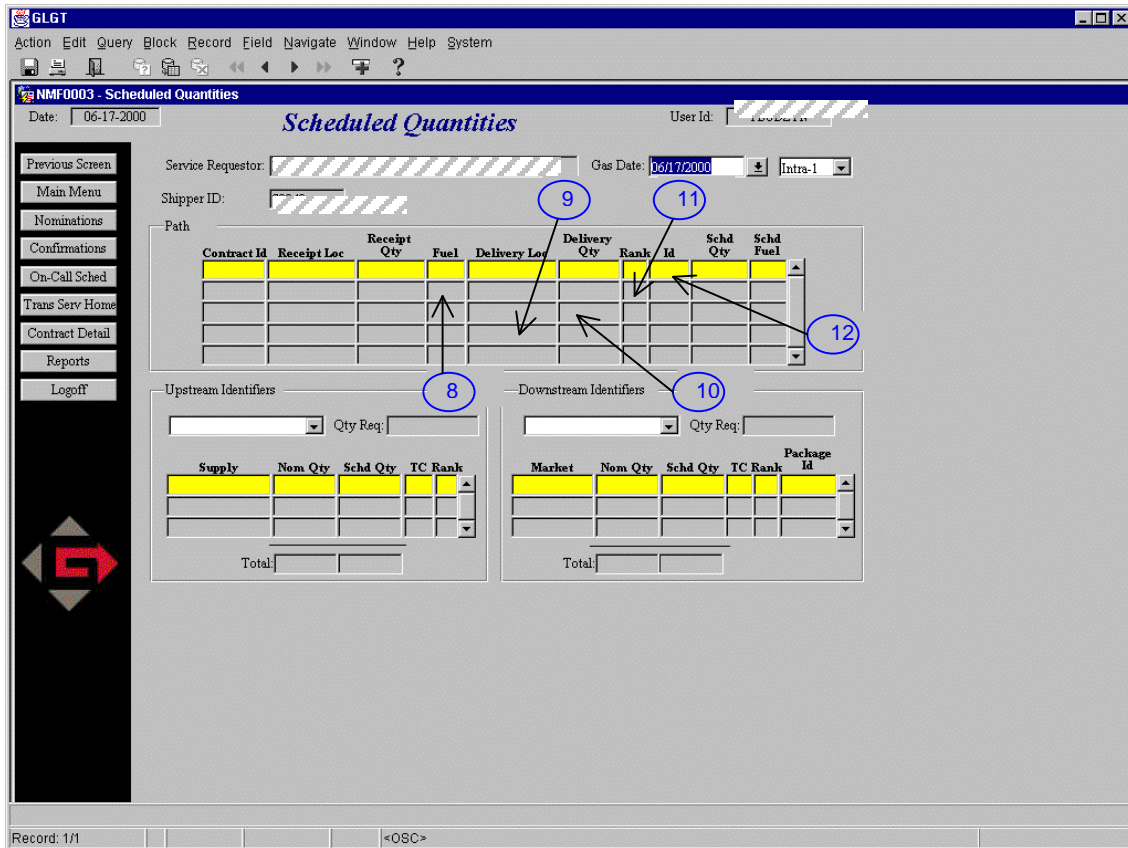 GLGT
Action Edit Query Block Record Field Navigate Window Help System
?
NMF0003 - Scheduled Quantities
Date: 06-17-2000
Scheduled Quantities
User Id:
Previous Screen
Main Menu
Nominations
Confirmations
On-Call Sched
Trans Serv Home
Contract Detail
Reports
Logoff
Service Requestor:
Gas Date: 06/17/2000 Intra-1
Shipper ID:
9
11
Path
Contract Id Receipt Loc Receipt Qty Fuel Delivery Loc Delivery Qty Rank Id Schd Qty Schd Fuel
12
8
10
Upstream Identifiers
Qty Req:
Supply Nom Qty Schd Qty TC Rank
Total:
Downstream Identifiers
Qty Req:
Market Nom Qty Schd Qty TC Rank Package Id
Total:
Record: 1/1 <OSC>